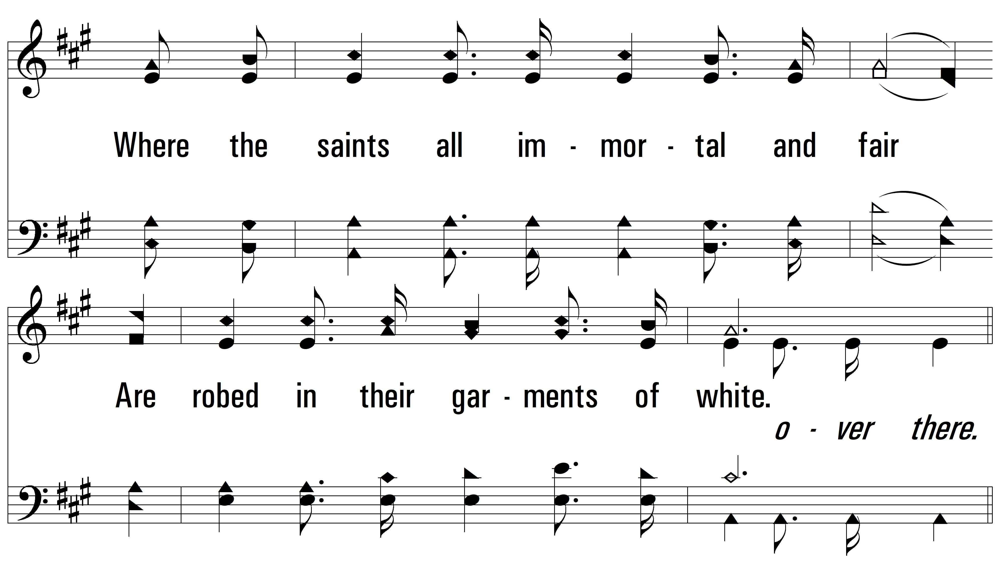 Where the saints all im - mor - tal and fair
Are robed in their gar - ments of white.
o - ver there.